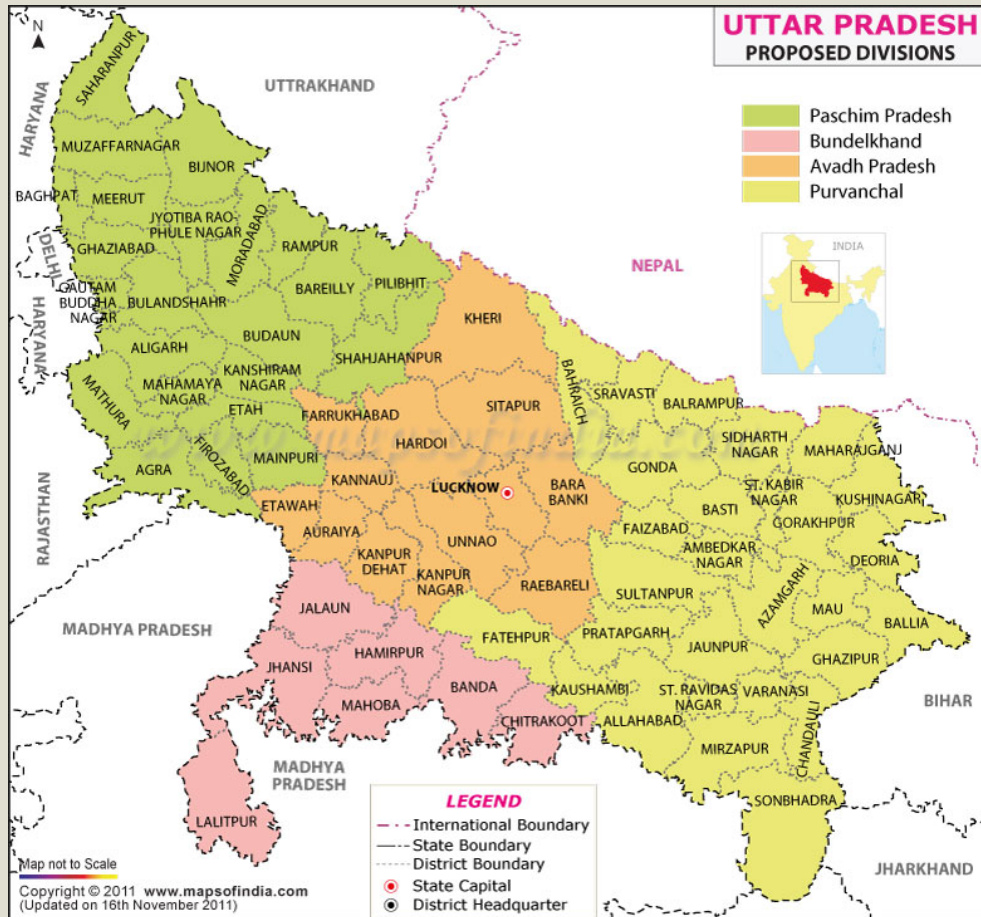 UTTAR PRADESH
PROPOSED DIVISIONS
N
Paschim Pradesh
Bundelkhand
Avadh Pradesh
Purvanchal
INDIA
UTTRAKHAND
HARYANA
DELHI
HARYANA
RAJASTHAN
MADHYA PRADESH
MADHYA
PRADESH
NEPAL
BIHAR
JHARKHAND
SAHARANPUR
MUZAFFARNAGAR
BIJNOR
BAGHPAT
MEERUT
JYOTIBA RAO-
PHULE NAGAR
MORADABAD
RAMPUR
GHAZIABAD
GAUTAM
BUDDHA
NAGAR
BULANDSHAHR
BAREILLY
PILIBHIT
BUDAUN
ALIGARH
SHAHJAHANPUR
KANSHIRAM
NAGAR
MAHAMAYA
NAGAR
MATHURA
ETAH
AGRA
FIROZABAD
MAINPURI
KHERI
SITAPUR
FARRUKHABAD
HARDOI
KANNAUJ
LUCKNOW
BARA
BANKI
ETAWAH
AURAIYA
UNNAO
KANPUR
DEHAT
KANPUR
NAGAR
RAEBARELI
BAHRAICH
SRAVASTI
BALRAMPUR
GONDA
SIDHARTH
NAGAR
MAHARAJGANJ
ST. KABIR
NAGAR
KUSHINAGAR
BASTI
GORAKHPUR
FAIZABAD
AMBEDKAR
NAGAR
DEORIA
SULTANPUR
AZAMGARH
MAU
BALLIA
FATEHPUR
PRATAPGARH
JAUNPUR
GHAZIPUR
KAUSHAMBI
ST. RAVIDAS
NAGAR
VARANASI
ALLAHABAD
CHANDAULI
MIRZAPUR
SONBHADRA
JALAUN
HAMIRPUR
JHANSI
BANDA
MAHOBA
CHITRAKOOT
LALITPUR
www.mapsofindia.com
LEGEND
International Boundary
State Boundary
District Boundary
State Capital
District Headquarter
Map not to Scale
Copyright © 2011 www.mapsofindia.com
(Updated on 16th November 2011)